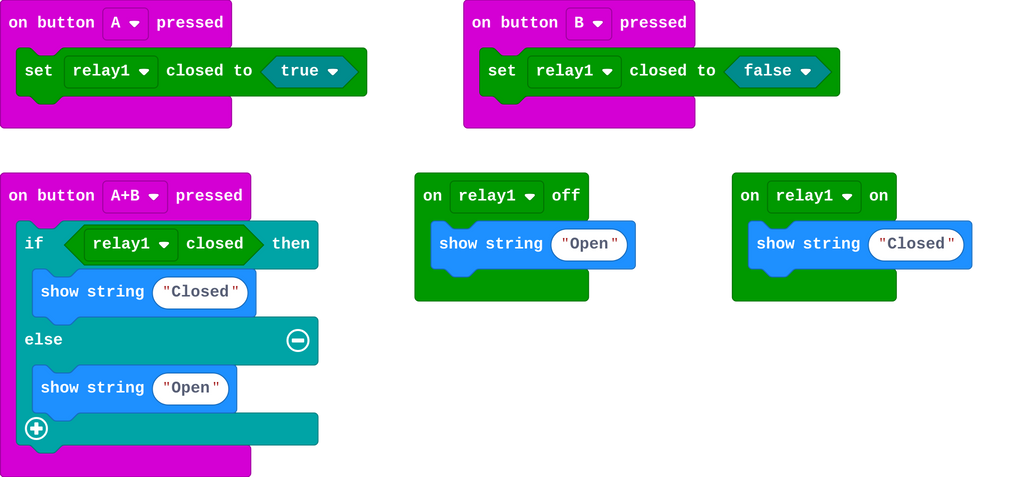 on button A pressed
set relay1 closed to true
on button B pressed
set relay1 closed to false
on button A+B pressed
if relay1 closed then
show string "Closed"
else
show string "Open"
on relay1 off
show string "Open"
on relay1 on
show string "Closed"